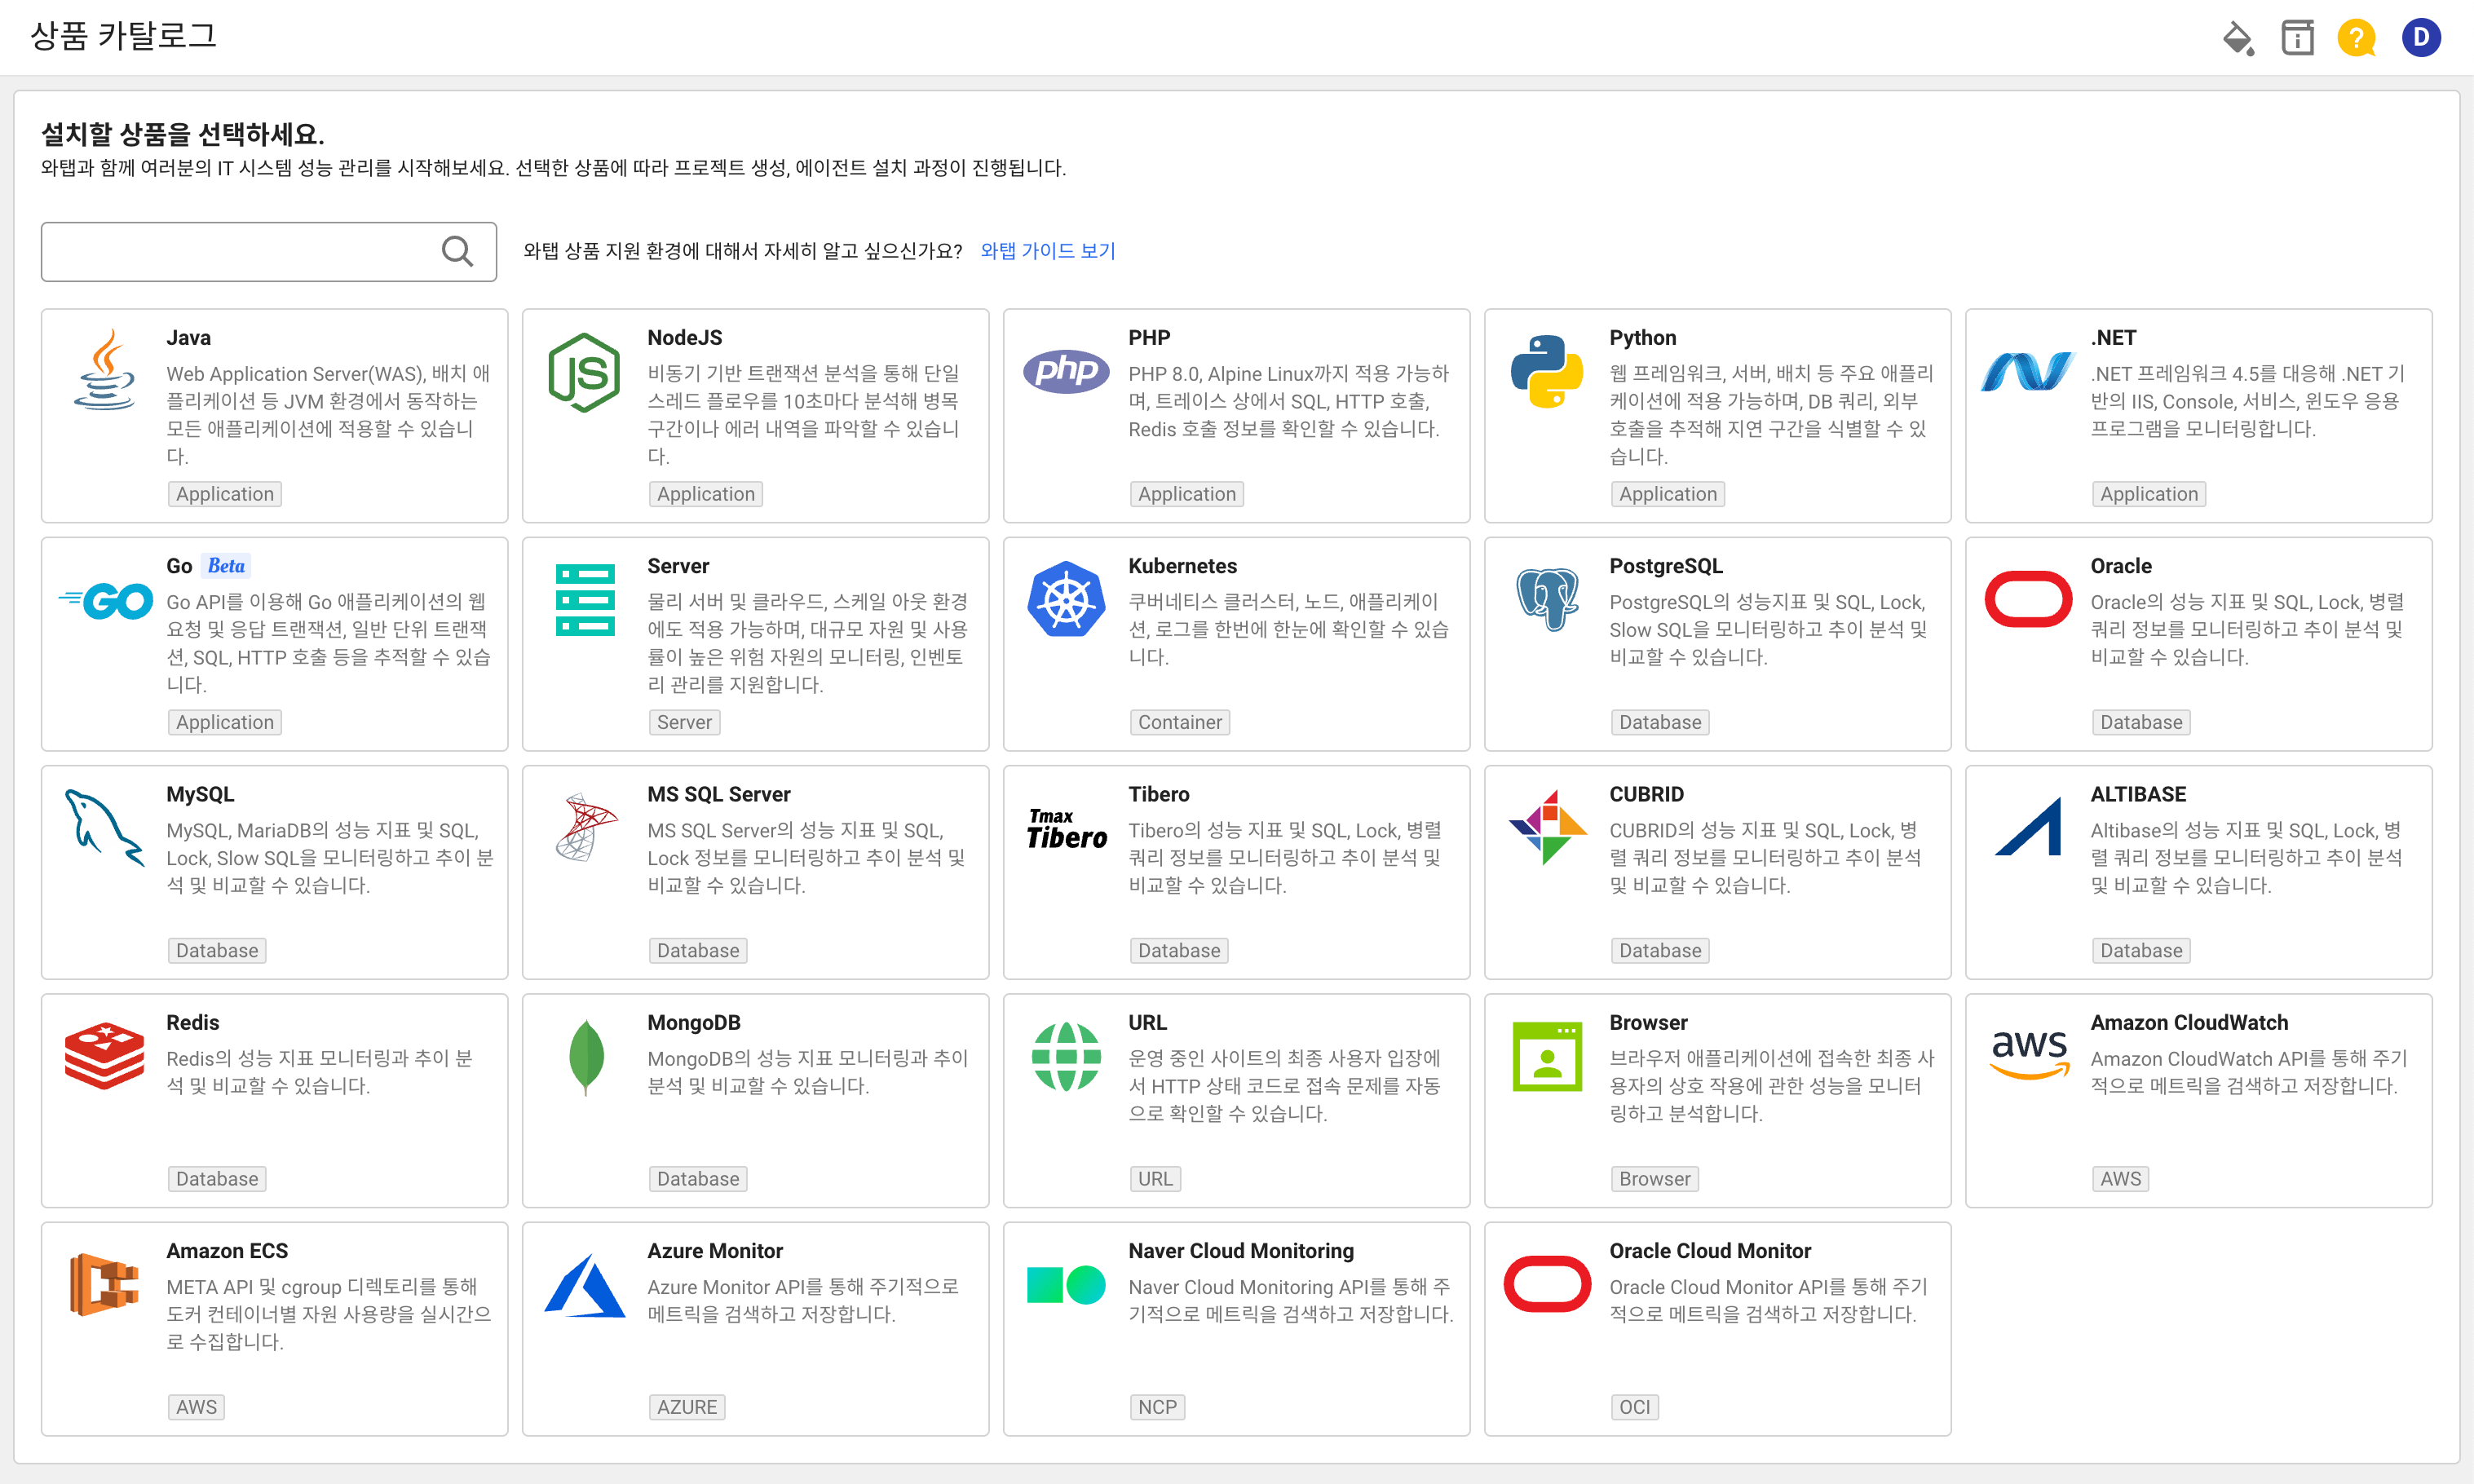 상품 카탈로그
?
D
설치할 상품을 선택하세요.
와탭과 함께 여러분의 IT 시스템 성능 관리를 시작해보세요. 선택한 상품에 따라 프로젝트 생성, 에이전트 설치 과정이 진행됩니다.
와탭 상품 지원 환경에 대해서 자세히 알고 싶으신가요? 와탭 가이드 보기
Java
Web Application Server(WAS), 배치 애
플리케이션 등 JVM 환경에서 동작하는
모든 애플리케이션에 적용할 수 있습니
다.
Application
JS
NodeJS
비동기 기반 트랜잭션 분석을 통해 단일
스레드 플로우를 10초마다 분석해 병목
구간이나 에러 내역을 파악할 수 있습니
다.
Application
php
PHP
PHP 8.0, Alpine Linux까지 적용 가능하
며, 트레이스 상에서 SQL, HTTP 호출,
Redis 호출 정보를 확인할 수 있습니다.
Application
Python
웹 프레임워크, 서버, 배치 등 주요 애플리
케이션에 적용 가능하며, DB 쿼리, 외부
호출을 추적해 지연 구간을 식별할 수 있
습니다.
Application
.NET
.NET 프레임워크 4.5를 대응해 .NET 기
반의 IIS, Console, 서비스, 윈도우 응용
프로그램을 모니터링합니다.
Application
GO
Go Beta
Go API를 이용해 Go 애플리케이션의 웹
요청 및 응답 트랜잭션, 일반 단위 트랜잭
션, SQL, HTTP 호출 등을 추적할 수 있습
니다.
Application
Server
물리 서버 및 클라우드, 스케일 아웃 환경
에도 적용 가능하며, 대규모 자원 및 사용
률이 높은 위험 자원의 모니터링, 인벤토
리 관리를 지원합니다.
Server
Kubernetes
쿠버네티스 클러스터, 노드, 애플리케이
션, 로그를 한번에 한눈에 확인할 수 있습
니다.
Container
PostgreSQL
PostgreSQL의 성능지표 및 SQL, Lock,
Slow SQL을 모니터링하고 추이 분석 및
비교할 수 있습니다.
Database
Oracle
Oracle의 성능 지표 및 SQL, Lock, 병렬
쿼리 정보를 모니터링하고 추이 분석 및
비교할 수 있습니다.
Database
MySQL
MySQL, MariaDB의 성능 지표 및 SQL,
Lock, Slow SQL을 모니터링하고 추이 분
석 및 비교할 수 있습니다.
Database
MS SQL Server
MS SQL Server의 성능 지표 및 SQL,
Lock 정보를 모니터링하고 추이 분석 및
비교할 수 있습니다.
Database
Tmax
Tibero
Tibero
Tibero의 성능 지표 및 SQL, Lock, 병렬
쿼리 정보를 모니터링하고 추이 분석 및
비교할 수 있습니다.
Database
CUBRID
CUBRID의 성능 지표 및 SQL, Lock, 병
렬 쿼리 정보를 모니터링하고 추이 분석
및 비교할 수 있습니다.
Database
ALTIBASE
Altibase의 성능 지표 및 SQL, Lock, 병
렬 쿼리 정보를 모니터링하고 추이 분석
및 비교할 수 있습니다.
Database
Redis
Redis의 성능 지표 모니터링과 추이 분
석 및 비교할 수 있습니다.
Database
MongoDB
MongoDB의 성능 지표 모니터링과 추이
분석 및 비교할 수 있습니다.
Database
URL
운영 중인 사이트의 최종 사용자 입장에
서 HTTP 상태 코드로 접속 문제를 자동
으로 확인할 수 있습니다.
URL
Browser
브라우저 애플리케이션에 접속한 최종 사
용자의 상호 작용에 관한 성능을 모니터
링하고 분석합니다.
Browser
aws
Amazon CloudWatch
Amazon CloudWatch API를 통해 주기
적으로 메트릭을 검색하고 저장합니다.
AWS
Amazon ECS
META API 및 cgroup 디렉토리를 통해
도커 컨테이너별 자원 사용량을 실시간으
로 수집합니다.
AWS
Azure Monitor
Azure Monitor API를 통해 주기적으로
메트릭을 검색하고 저장합니다.
AZURE
Naver Cloud Monitoring
Naver Cloud Monitoring API를 통해 주
기적으로 메트릭을 검색하고 저장합니다.
NCP
Oracle Cloud Monitor
Oracle Cloud Monitor API를 통해 주기
적으로 메트릭을 검색하고 저장합니다.
OCI